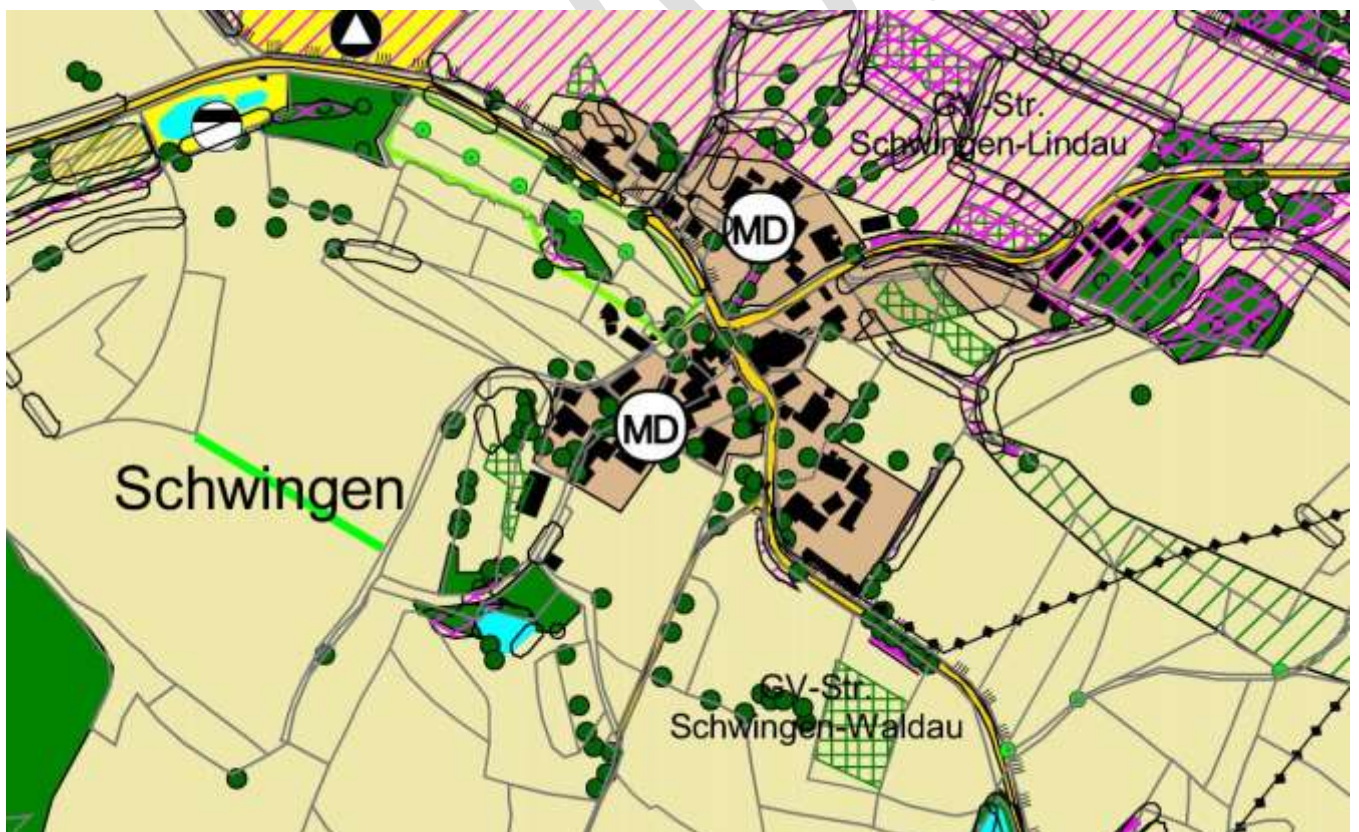 GV-Str.
Schwingen-Lindau
MD
MD
Schwingen
GV-Str.
Schwingen-Waldau